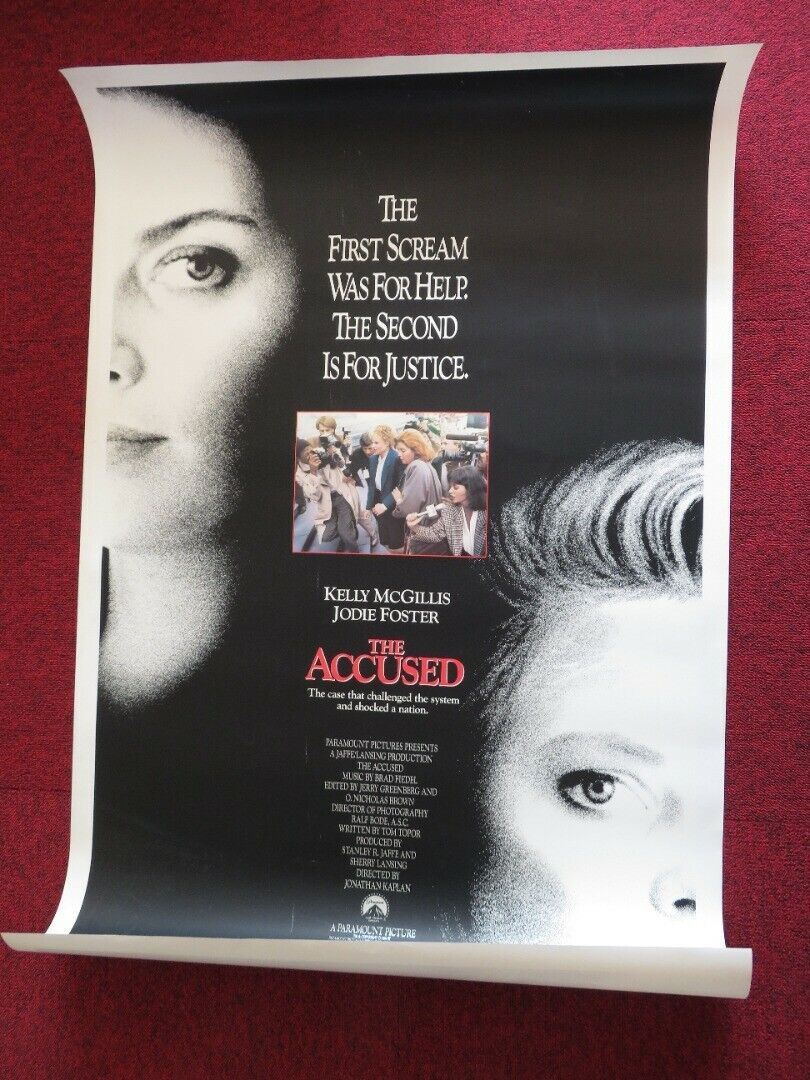 THE
FIRST SCREAM
WAS FOR HELP.
THE SECOND
IS FOR JUSTICE.
KELLY MCGILLIS
JODIE FOSTER
THE
ACCUSED
The case that challenged the system
and shocked a nation.
PARAMOUNT PICTURES PRESENTS
A JAFFE/LANSING PRODUCTION
THE ACCUSED
MUSIC BY BRAD FIEDEL
EDITED BY JERRY GREENBERG AND
O. NICHOLAS BROWN
DIRECTOR OF PHOTOGRAPHY
RALF BODE, A.S.C.
WRITTEN BY TOM TOPOR
PRODUCED BY
STANLEY R. JAFFE AND
SHERRY LANSING
DIRECTED BY
JONATHAN KAPLAN
Paramount
A PARAMOUNT PICTURE